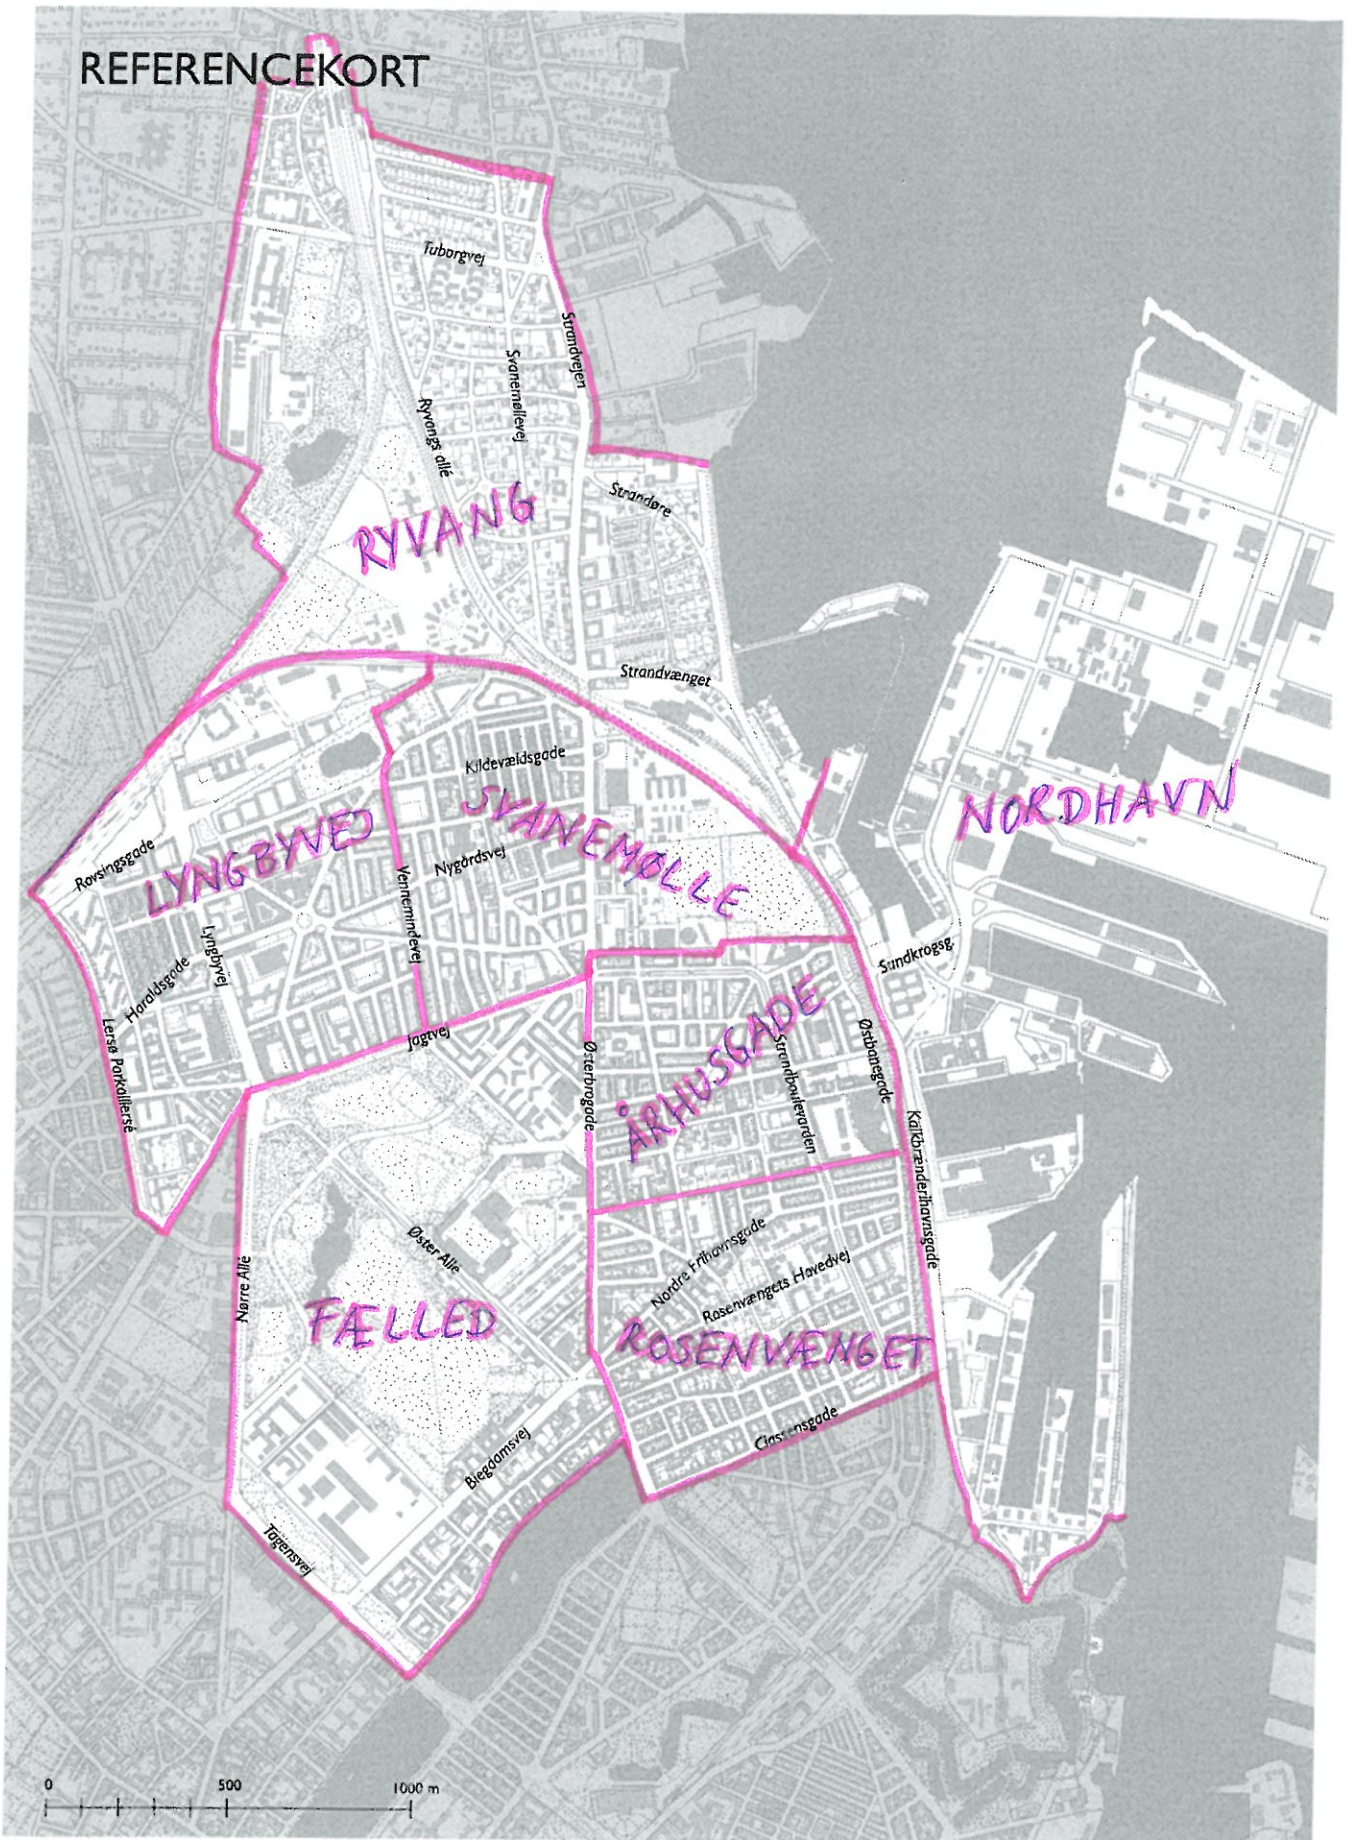 REFERENCEKORT
Tuborgvej
Strandvejen
Svanemøllevej
Ryvangs allé
Strandøre
RYVANG
Strandvænget
Kildevældsgade
SVANEMØLLE
NORDHAVN
LYNGBYVEJ
Rovsingsgade
Nygårdsvej
Vennemindevej
Lyngbyvej
Haraldsgade
Sundkrogsg.
ÅRHUSGADE
Lersø Parkalllersé
Jagtvej
Østerbrogade
Strandboulevarden
Østbanegade
Kalkbrænderihavnsgade
Nørre Allé
Øster Allé
Nordre Frihavnsgade
Rosenvængets Hovedvej
FÆLLED
ROSENVÆNGET
Classensgade
Blegdamsvej
Tagensvej
0 500 1000 m